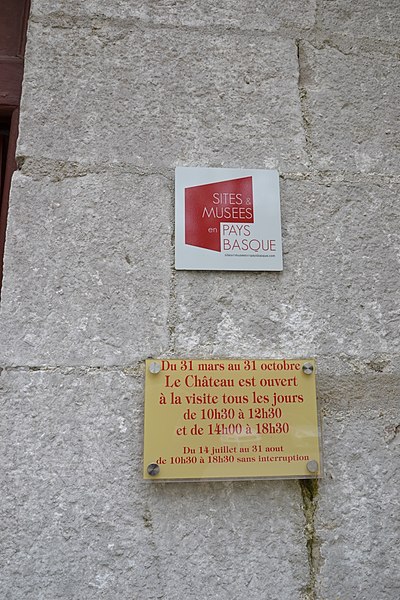 SITES &
MUSEES
en PAYS
BASQUE
Du 31 mars au 31 octobre
Le Château est ouvert
à la visite tous les jours
de 10h30 à 12h30
et de 14h00 à 18h30
Du 14 juillet au 31 aout
de 10h30 à 18h30 sans interruption